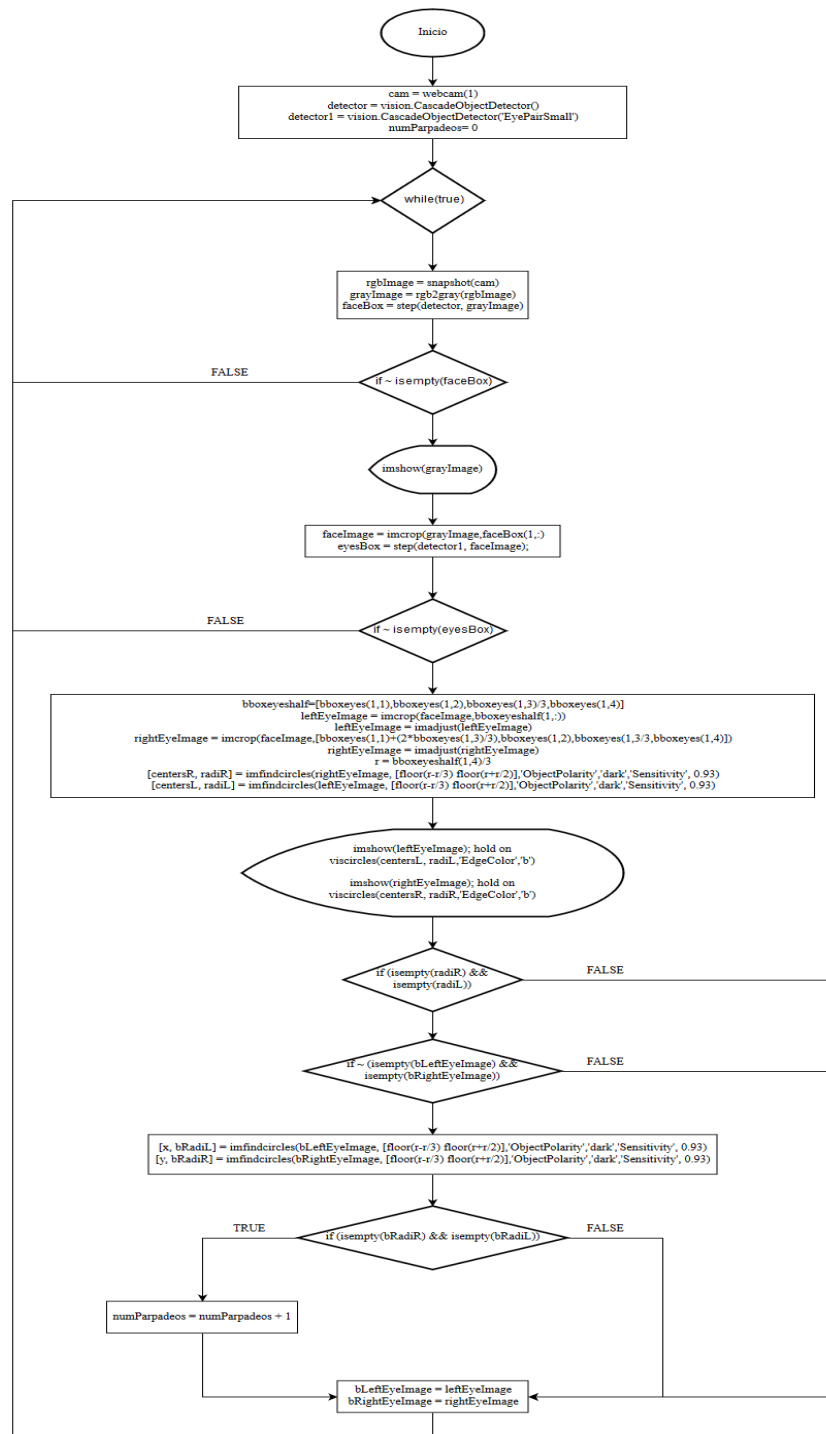 Inicio
cam = webcam(1)
detector = vision.CascadeObjectDetector()
detector1 = vision.CascadeObjectDetector('EyePairSmall')
numParpadeos= 0
while(true)
rgbImage = snapshot(cam)
grayImage = rgb2gray(rgbImage)
faceBox = step(detector, grayImage)
FALSE
if ~ isempty(faceBox)
imshow(grayImage)
faceImage = imcrop(grayImage,faceBox(1,:)
eyesBox = step(detector1, faceImage);
FALSE
if ~ isempty(eyesBox)
bboxeyeshalf=[bboxeyes(1,1),bboxeyes(1,2),bboxeyes(1,3)/3,bboxeyes(1,4)]
leftEyeImage = imcrop(faceImage,bboxeyeshalf(1,:))
leftEyeImage = imadjust(leftEyeImage)
rightEyeImage = imcrop(faceImage,[bboxeyes(1,1)+(2*bboxeyes(1,3)/3),bboxeyes(1,2),bboxeyes(1,3/3,bboxeyes(1,4)])
rightEyeImage = imadjust(rightEyeImage)
r = bboxeyeshalf(1,4)/3
[centersR, radiR] = imfindcircles(rightEyeImage, [floor(r-r/3) floor(r+r/2)],'ObjectPolarity','dark','Sensitivity', 0.93)
[centersL, radiL] = imfindcircles(leftEyeImage, [floor(r-r/3) floor(r+r/2)],'ObjectPolarity','dark','Sensitivity', 0.93)
imshow(leftEyeImage); hold on
viscircles(centersL, radiL,'EdgeColor','b')
imshow(rightEyeImage); hold on
viscircles(centersR, radiR,'EdgeColor','b')
if (isempty(radiR) &&
isempty(radiL))
FALSE
if ~ (isempty(bLeftEyeImage) &&
isempty(bRightEyeImage))
FALSE
[x, bRadiL] = imfindcircles(bLeftEyeImage, [floor(r-r/3) floor(r+r/2)],'ObjectPolarity','dark','Sensitivity', 0.93)
[y, bRadiR] = imfindcircles(bRightEyeImage, [floor(r-r/3) floor(r+r/2)],'ObjectPolarity','dark','Sensitivity', 0.93)
TRUE
if (isempty(bRadiR) && isempty(bRadiL))
FALSE
numParpadeos = numParpadeos + 1
bLeftEyeImage = leftEyeImage
bRightEyeImage = rightEyeImage